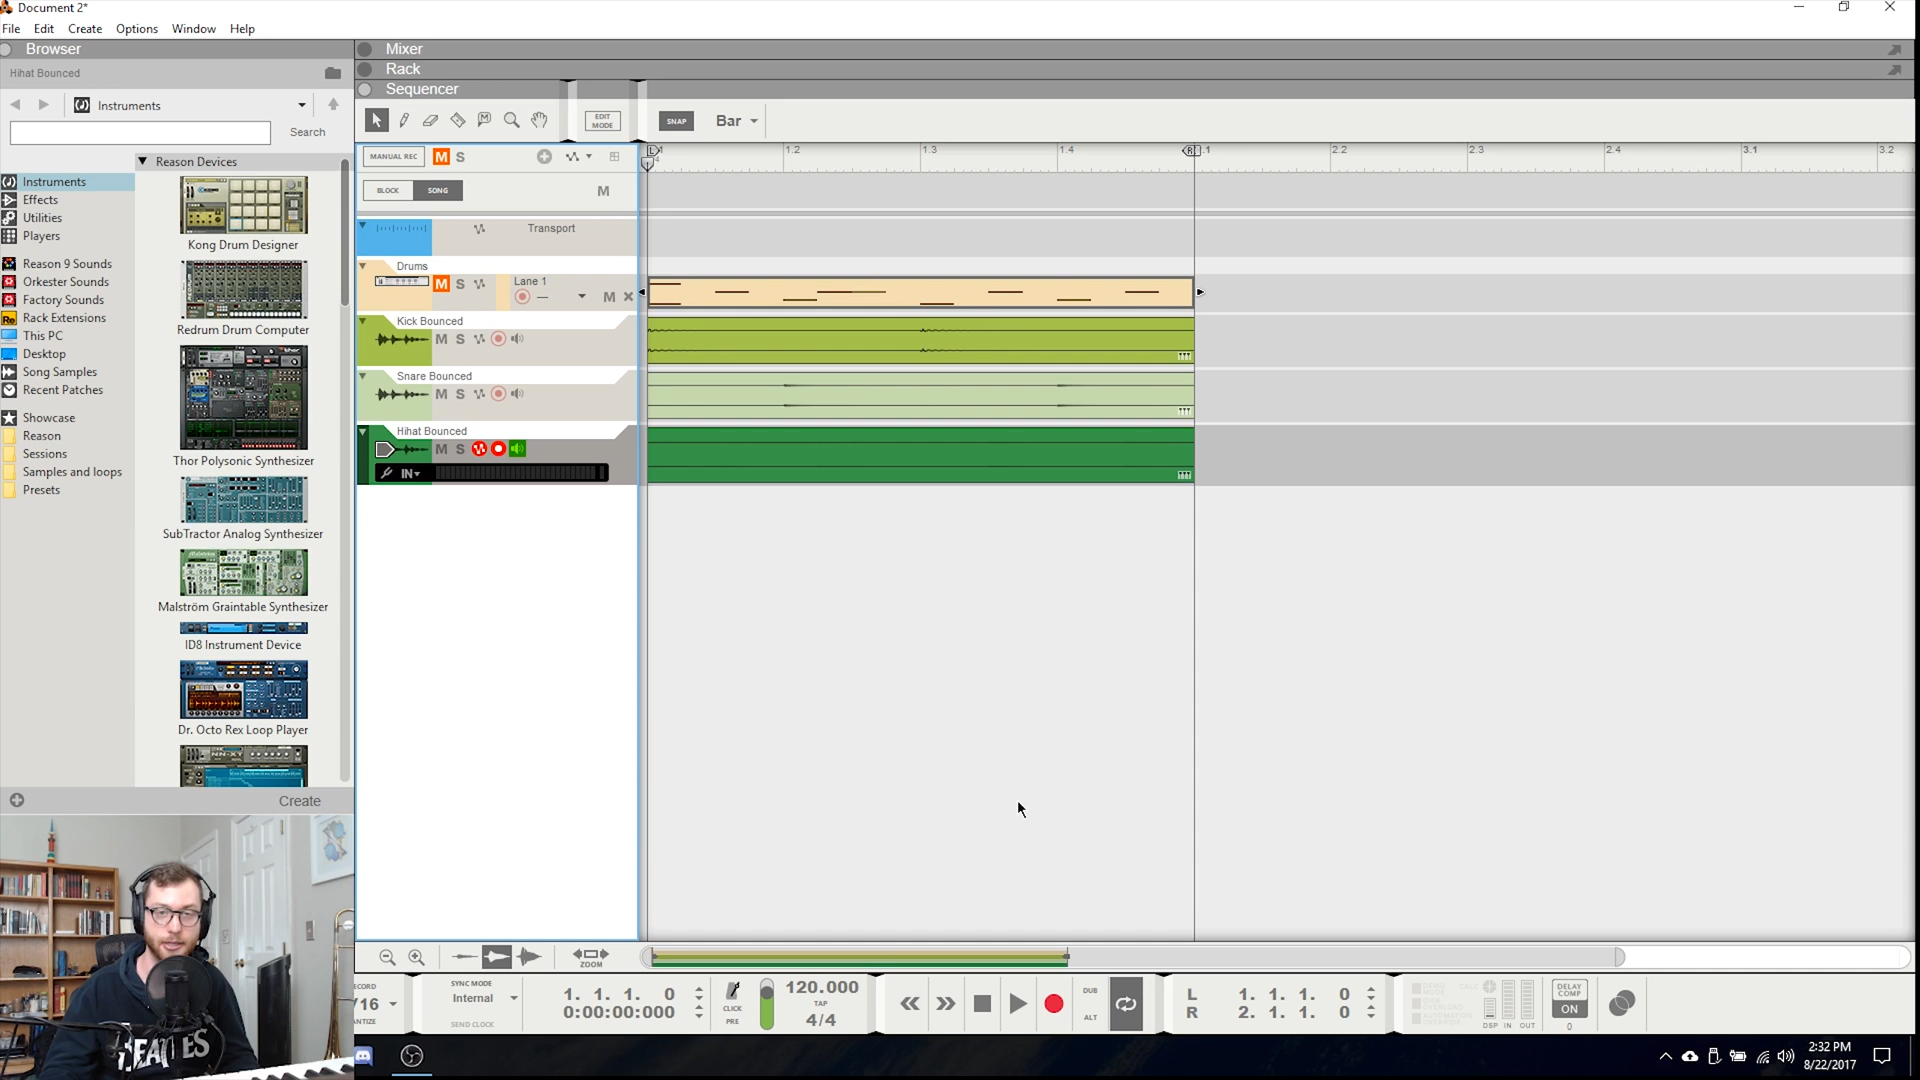 Document 2*
File Edit Create Options Window Help
Browser
Hihat Bounced
Instruments
Search
Reason Devices
Instruments
Effects
Utilities
Players
Reason 9 Sounds
Orkester Sounds
Factory Sounds
Rack Extensions
This PC
Desktop
Song Samples
Recent Patches
Showcase
Reason
Sessions
Samples and loops
Presets
Kong Drum Designer
Redrum Drum Computer
Thor Polysonic Synthesizer
SubTractor Analog Synthesizer
Malström Graintable Synthesizer
ID8 Instrument Device
Dr. Octo Rex Loop Player
Create
Mixer
Rack
Sequencer
EDIT MODE
SNAP
Bar
MANUAL REC M S
BLOCK SONG M
1.2 1.3 1.4 2.2 2.3 2.4 3.1 3.2
L R
Transport
Drums
M S Lane 1
M
Kick Bounced
M S
Snare Bounced
M S
Hihat Bounced
M S
IN
ZOOM
/16
SYNC MODE
Internal
SEND CLOCK
1. 1. 1. 0
0:00:00:000
CLICK
PRE
120.000
TAP
4/4
DUB
ALT
L 1. 1. 1. 0
R 2. 1. 1. 0
CALC
DSP IN OUT
DELAY COMP
ON
0
BEATLES
2:32 PM
8/22/2017